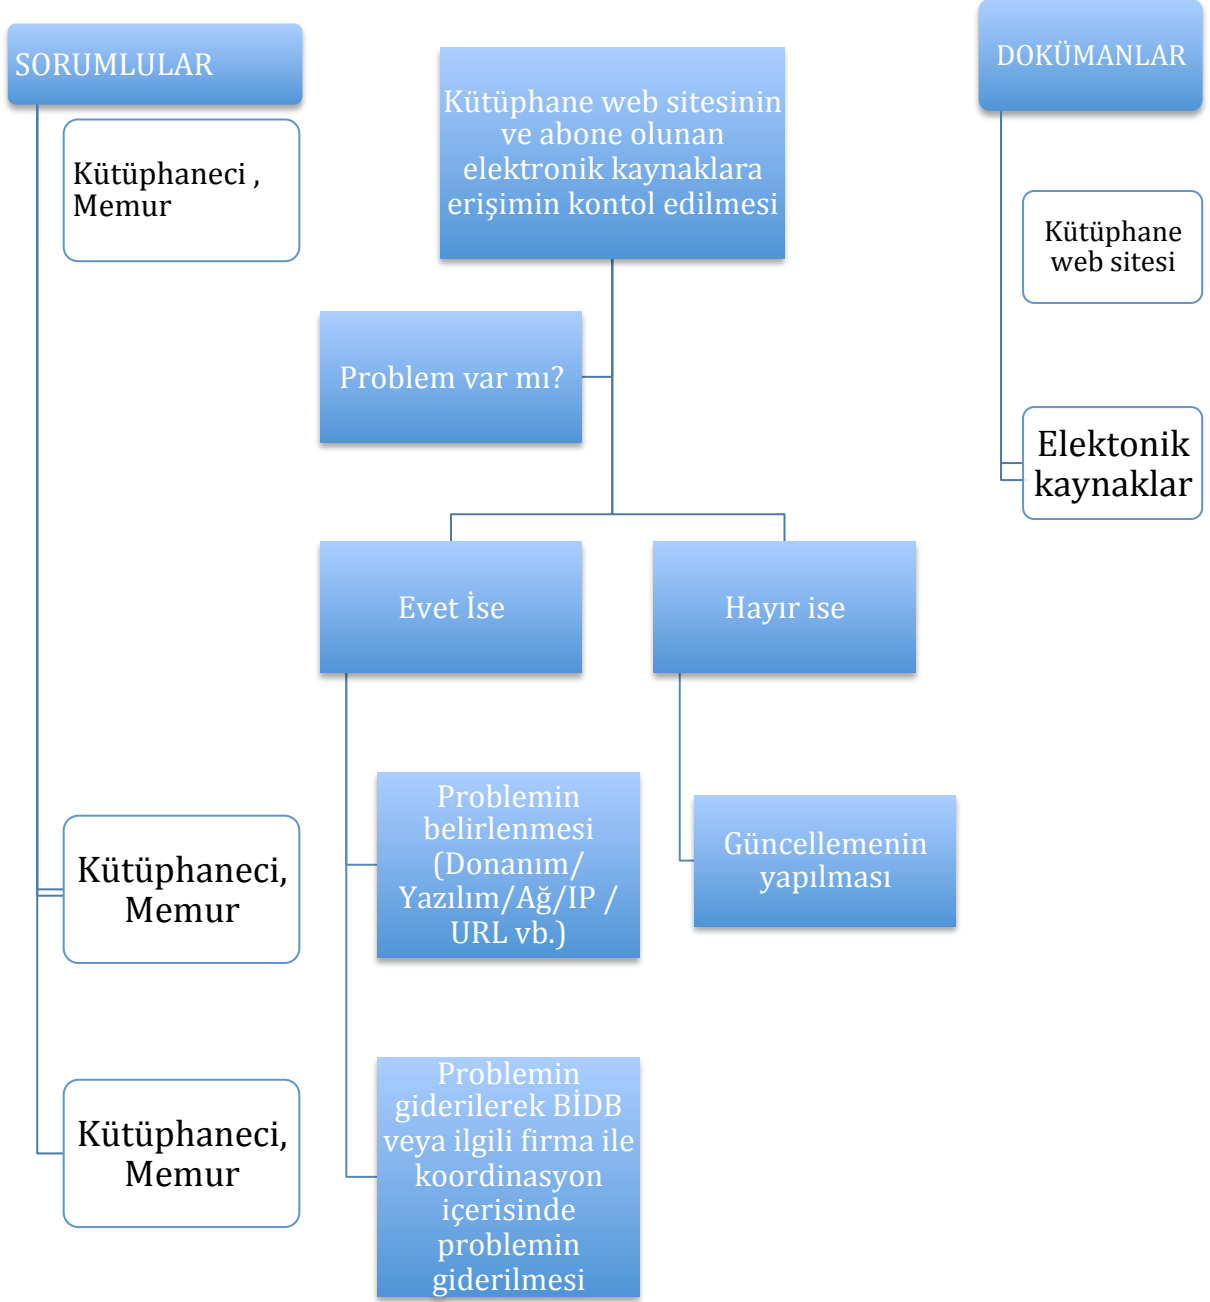 SORUMLULAR
Kütüphaneci ,
Memur
Kütüphaneci,
Memur
Kütüphaneci,
Memur
Kütüphane web sitesinin
ve abone olunan
elektronik kaynaklara
erişimin kontol edilmesi
Problem var mı?
Evet İse
Hayır ise
Problemin
belirlenmesi
(Donanım/
Yazılım/Ağ/IP /
URL vb.)
Güncellemenin
yapılması
Problemin
giderilerek BİDB
veya ilgili firma ile
koordinasyon
içerisinde
problemin
giderilmesi
DOKÜMANLAR
Kütüphane
web sitesi
Elektonik
kaynaklar